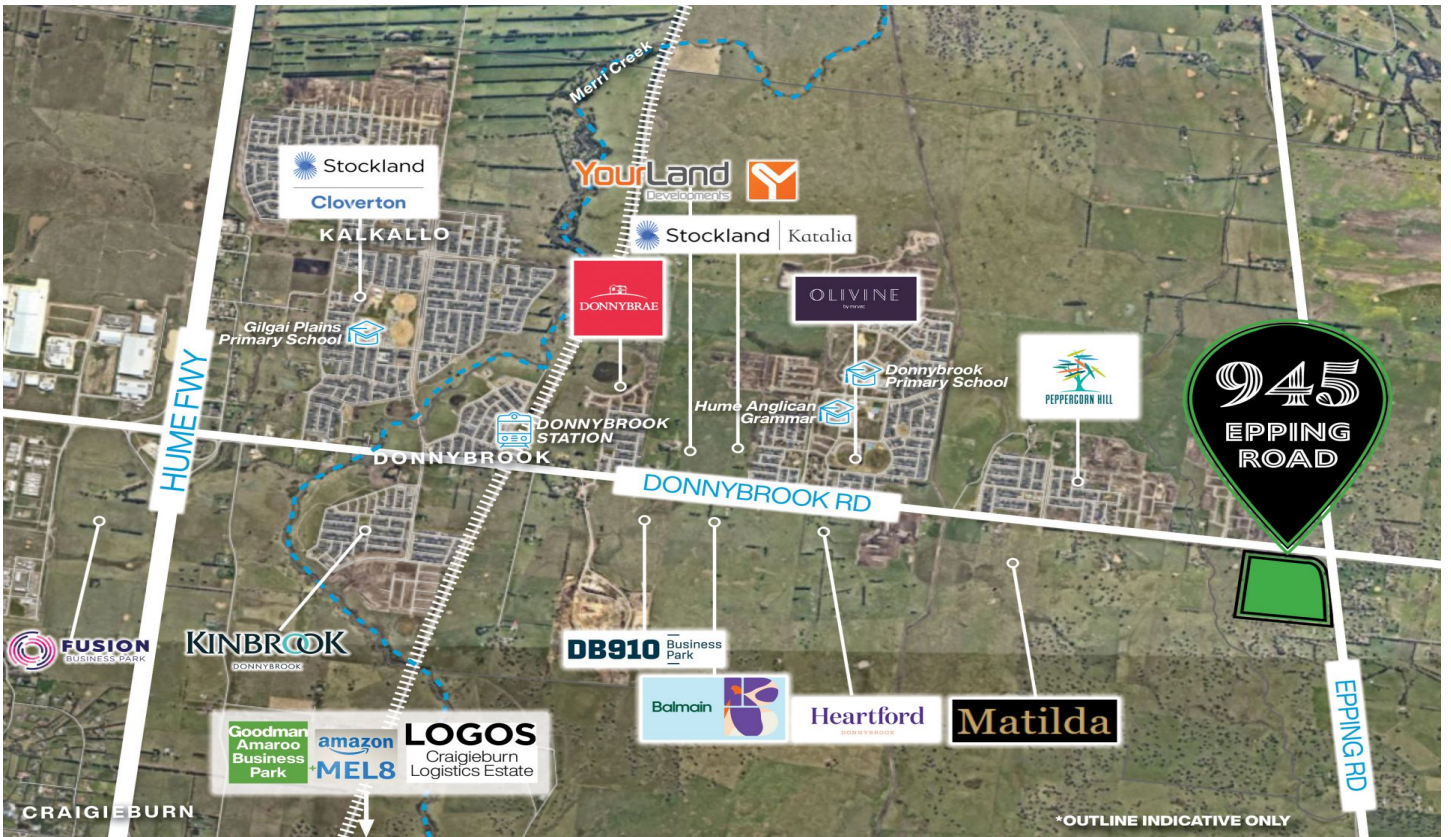 Merri Creek
Stockland
Cloverton
KALKALLO
YourLand
Developments
Stockland | Katalia
DONNYBRAE
OLIVINE
by mirvac
Gilgai Plains
Primary School
HUME FWY
Donnybrook
Primary School
Hume Anglican
Grammar
PEPPERCORN HILL
945
EPPING
ROAD
DONNYBROOK
STATION
DONNYBROOK
DONNYBROOK RD
FUSION
BUSINESS PARK
KINBROOK
DONNYBROOK
DB910 Business
Park
Balmain
Heartford
DONNYBROOK
Matilda
EPPING RD
Goodman
Amaroo
Business
Park
+
amazon
MEL8
LOGOS
Craigieburn
Logistics Estate
CRAIGIEBURN
*OUTLINE INDICATIVE ONLY